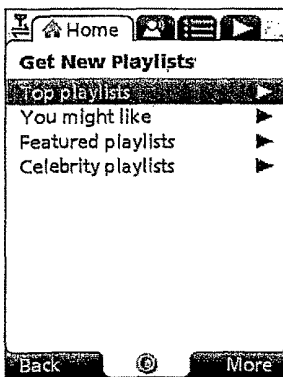 Home
Get New Playlists
Top playlists
You might like
Featured playlists
Celebrity playlists
Back More